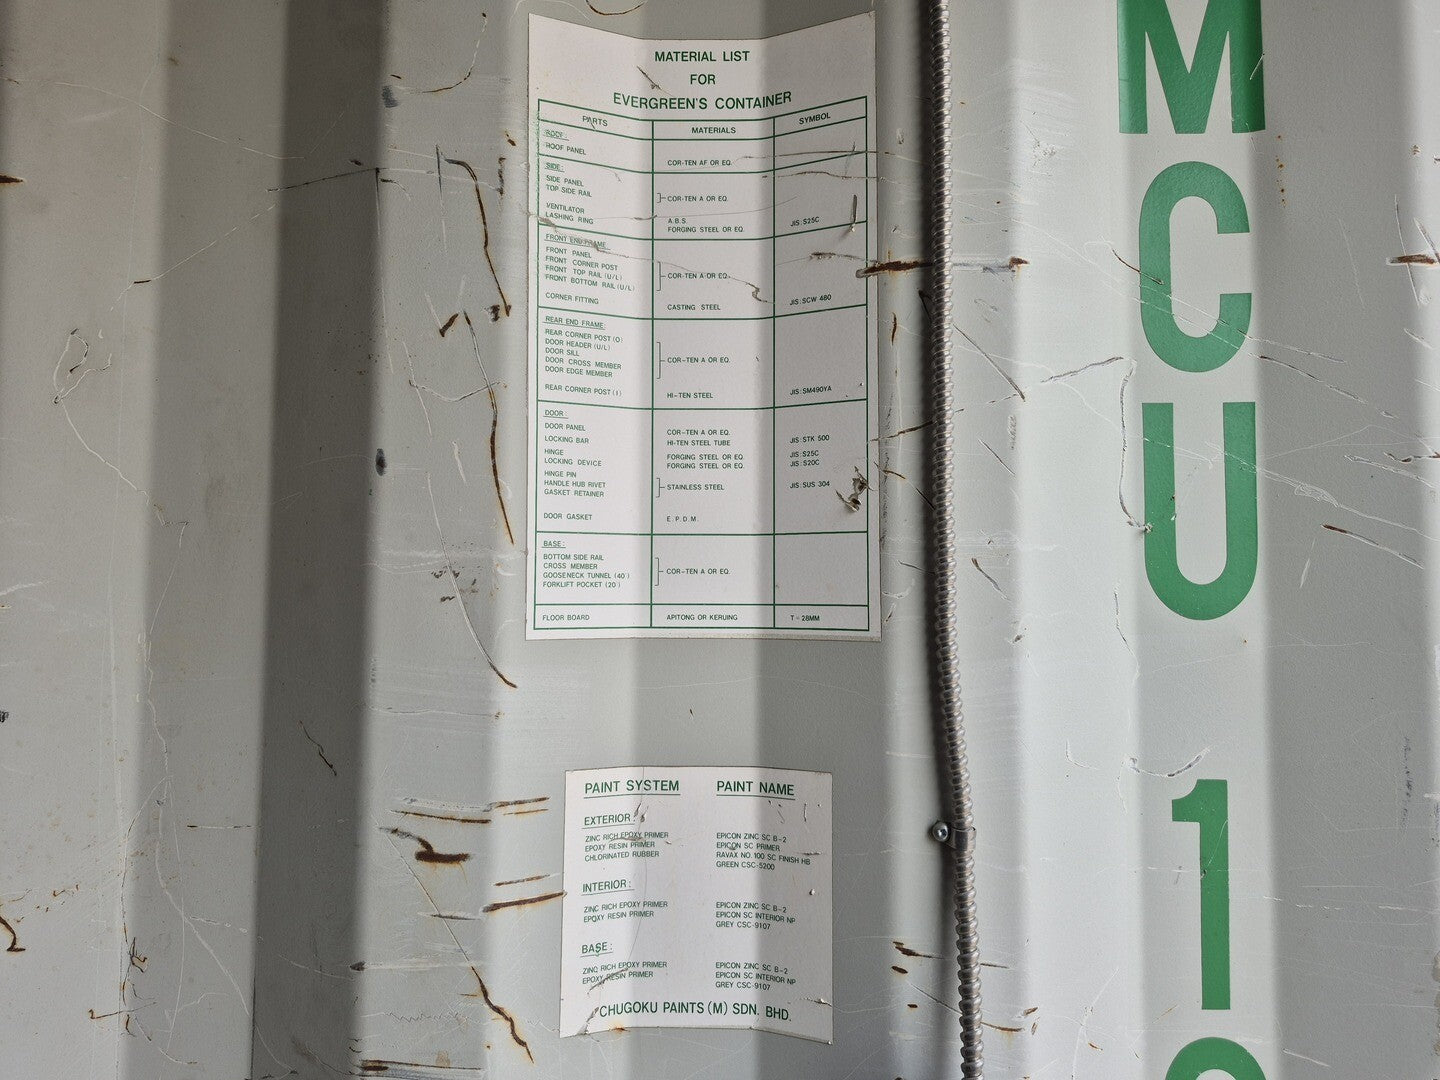 MATERIAL LIST
FOR
EVERGREEN'S CONTAINER
PARTS MATERIALS SYMBOL
ROOF:
ROOF PANEL COR-TEN AF OR EQ.
SIDE:
SIDE PANEL
TOP SIDE RAIL
COR-TEN A OR EQ.
VENTILATOR A.B.S.
LASHING RING FORGING STEEL OR EQ. JIS:S25C
FRONT END FRAME
FRONT PANEL
FRONT CORNER POST
FRONT TOP RAIL (U/L)
FRONT BOTTOM RAIL (U/L)
COR-TEN A OR EQ.
CORNER FITTING CASTING STEEL JIS:SCW 480
REAR END FRAME:
REAR CORNER POST (O)
DOOR HEADER (U/L)
DOOR SILL
DOOR CROSS MEMBER
DOOR EDGE MEMBER
COR-TEN A OR EQ.
REAR CORNER POST (I) HI-TEN STEEL JIS:SM490YA
DOOR:
DOOR PANEL COR-TEN A OR EQ.
LOCKING BAR HI-TEN STEEL TUBE JIS:STK 500
HINGE FORGING STEEL OR EQ. JIS:S25C
LOCKING DEVICE FORGING STEEL OR EQ. JIS:S20C
HINGE PIN
HANDLE HUB RIVET
GASKET RETAINER
STAINLESS STEEL JIS:SUS 304
DOOR GASKET E.P.D.M.
BASE:
BOTTOM SIDE RAIL
CROSS MEMBER
GOOSENECK TUNNEL (40')
FORKLIFT POCKET (20')
COR-TEN A OR EQ.
FLOOR BOARD APITONG OR KERUING T=28MM
PAINT SYSTEM PAINT NAME
EXTERIOR:
ZINC RICH EPOXY PRIMER EPICON ZINC SC B-2
EPOXY RESIN PRIMER EPICON SC PRIMER
CHLORINATED RUBBER RAVAX NO.100 SC FINISH HB
GREEN CSC-5200
INTERIOR:
ZINC RICH EPOXY PRIMER EPICON ZINC SC B-2
EPOXY RESIN PRIMER EPICON SC INTERIOR NP
GREY CSC-9107
BASE:
ZINC RICH EPOXY PRIMER EPICON ZINC SC B-2
EPOXY RESIN PRIMER EPICON SC INTERIOR NP
GREY CSC-9107
CHUGOKU PAINTS (M) SDN. BHD.
M
C
U
1